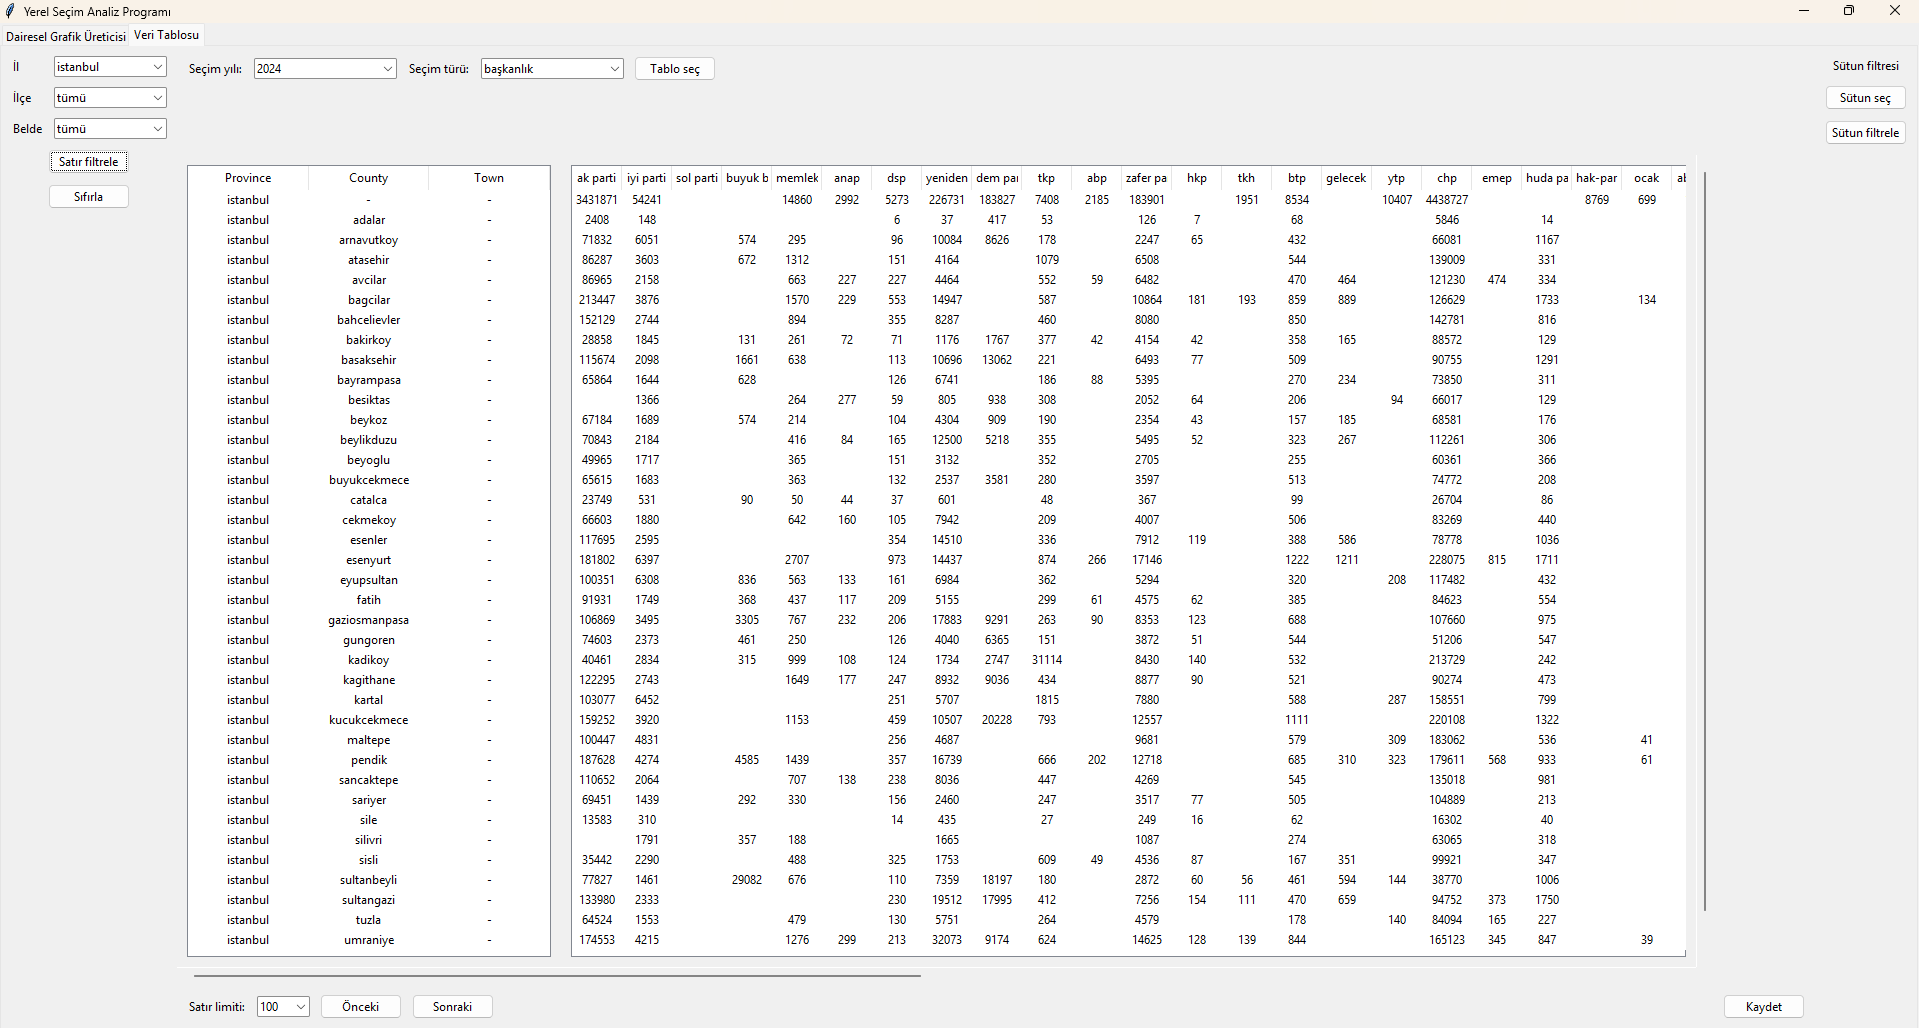 Yerel Seçim Analiz Programı
Dairesel Grafik Üreticisi Veri Tablosu
İl istanbul Seçim yılı: 2024 Seçim türü: başkanlık Tablo seç Sütun filtresi
İlçe tümü Sütun seç
Belde tümü Sütun filtrele
Satır filtrele
Sıfırla
Province County Town ak parti iyi parti sol parti buyuk b memlek anap dsp yeniden dem par tkp abp zafer pa hkp tkh btp gelecek ytp chp emep huda pa hak-par ocak ab
istanbul - - 3431871 54241 14860 2992 5273 226731 183827 7408 2185 183901 1951 8534 10407 4438727 8769 699
istanbul adalar - 2408 148 6 37 417 53 126 7 68 5846 14
istanbul arnavutkoy - 71832 6051 574 295 96 10084 8626 178 2247 65 432 66081 1167
istanbul atasehir - 86287 3603 672 1312 151 4164 1079 6508 544 139009 331
istanbul avcilar - 86965 2158 663 227 227 4464 552 59 6482 470 464 121230 474 334
istanbul bagcilar - 213447 3876 1570 229 553 14947 587 10864 181 193 859 889 126629 1733 134
istanbul bahcelievler - 152129 2744 894 355 8287 460 8080 850 142781 816
istanbul bakirkoy - 28858 1845 131 261 72 71 1176 1767 377 42 4154 42 358 165 88572 129
istanbul basaksehir - 115674 2098 1661 638 113 10696 13062 221 6493 77 509 90755 1291
istanbul bayrampasa - 65864 1644 628 126 6741 186 88 5395 270 234 73850 311
istanbul besiktas - 1366 264 277 59 805 938 308 2052 64 206 94 66017 129
istanbul beykoz - 67184 1689 574 214 104 4304 909 190 2354 43 157 185 68581 176
istanbul beylikduzu - 70843 2184 416 84 165 12500 5218 355 5495 52 323 267 112261 306
istanbul beyoglu - 49965 1717 365 151 3132 352 2705 255 60361 366
istanbul buyukcekmece - 65615 1683 363 132 2537 3581 280 3597 513 74772 208
istanbul catalca - 23749 531 90 50 44 37 601 48 367 99 26704 86
istanbul cekmekoy - 66603 1880 642 160 105 7942 209 4007 506 83269 440
istanbul esenler - 117695 2595 354 14510 336 7912 119 388 586 78778 1036
istanbul esenyurt - 181802 6397 2707 973 14437 874 266 17146 1222 1211 228075 815 1711
istanbul eyupsultan - 100351 6308 836 563 133 161 6984 362 5294 320 208 117482 432
istanbul fatih - 91931 1749 368 437 117 209 5155 299 61 4575 62 385 84623 554
istanbul gaziosmanpasa - 106869 3495 3305 767 232 206 17883 9291 263 90 8353 123 688 107660 975
istanbul gungoren - 74603 2373 461 250 126 4040 6365 151 3872 51 544 51206 547
istanbul kadikoy - 40461 2834 315 999 108 124 1734 2747 31114 8430 140 532 213729 242
istanbul kagithane - 122295 2743 1649 177 247 8932 9036 434 8877 90 521 90274 473
istanbul kartal - 103077 6452 251 5707 1815 7880 588 287 158551 799
istanbul kucukcekmece - 159252 3920 1153 459 10507 20228 793 12557 1111 220108 1322
istanbul maltepe - 100447 4831 256 4687 9681 579 309 183062 536 41
istanbul pendik - 187628 4274 4585 1439 357 16739 666 202 12718 685 310 323 179611 568 933 61
istanbul sancaktepe - 110652 2064 707 138 238 8036 447 4269 545 135018 981
istanbul sariyer - 69451 1439 292 330 156 2460 247 3517 77 505 104889 213
istanbul sile - 13583 310 14 435 27 249 16 62 16302 40
istanbul silivri - 1791 357 188 1665 1087 274 63065 318
istanbul sisli - 35442 2290 488 325 1753 609 49 4536 87 167 351 99921 347
istanbul sultanbeyli - 77827 1461 29082 676 110 7359 18197 180 2872 60 56 461 594 144 38770 1006
istanbul sultangazi - 133980 2333 230 19512 17995 412 7256 154 111 470 659 94752 373 1750
istanbul tuzla - 64524 1553 479 130 5751 264 4579 178 140 84094 165 227
istanbul umraniye - 174553 4215 1276 299 213 32073 9174 624 14625 128 139 844 165123 345 847 39
Satır limiti: 100 Önceki Sonraki Kaydet